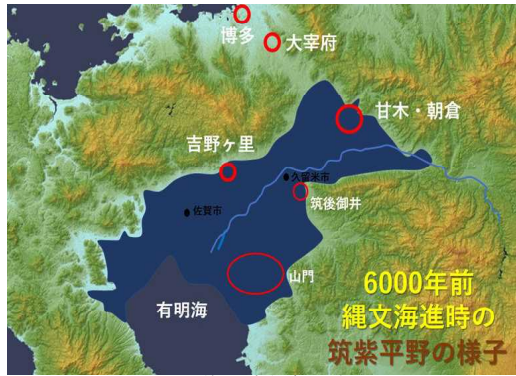 博多
大宰府
甘木・朝倉
吉野ヶ里
久留米市
筑後御井
佐賀市
山門
有明海
6000年前
縄文海進時の
筑紫平野の様子